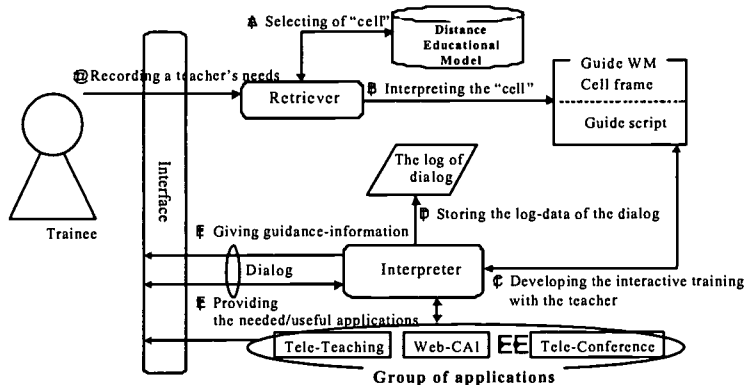 Selecting of "cell"
Distance
Educational
Model
Recording a teacher's needs
Retriever
Interpreting the "cell"
Guide WM
Cell frame
Guide script
Interface
The log of
dialog
Trainee
Storing the log-data of the dialog
Giving guidance-information
Dialog
Interpreter
Developing the interactive training
with the teacher
Providing
the needed/useful applications
Tele-Teaching
Web-CAI
Tele-Conference
Group of applications